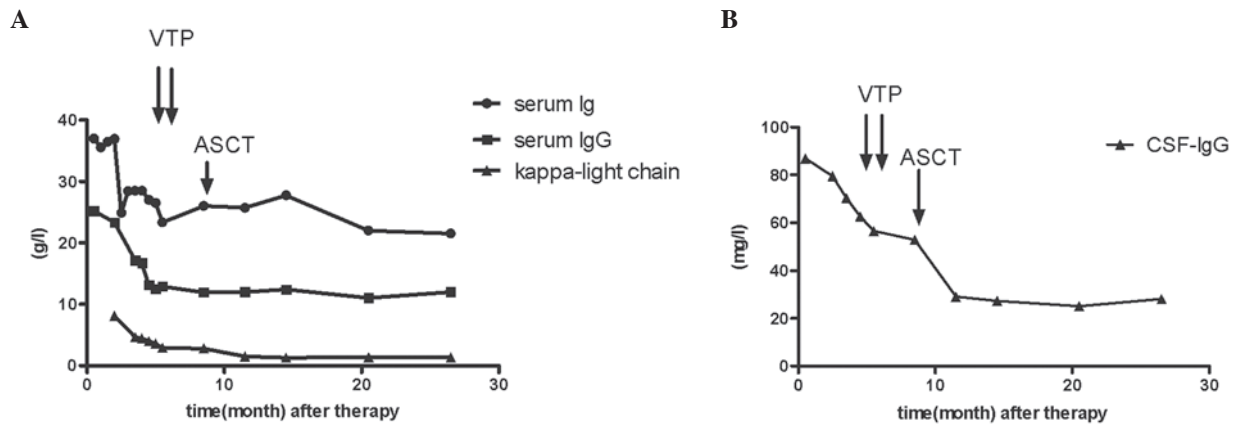 A
VTP
ASCT
serum Ig
serum IgG
kappa-light chain
40
30
20
10
0
(g/l)
0 10 20 30
time(month) after therapy
B
VTP
ASCT
CSF-IgG
100
80
60
40
20
0
(mg/l)
0 10 20 30
time(month) after therapy